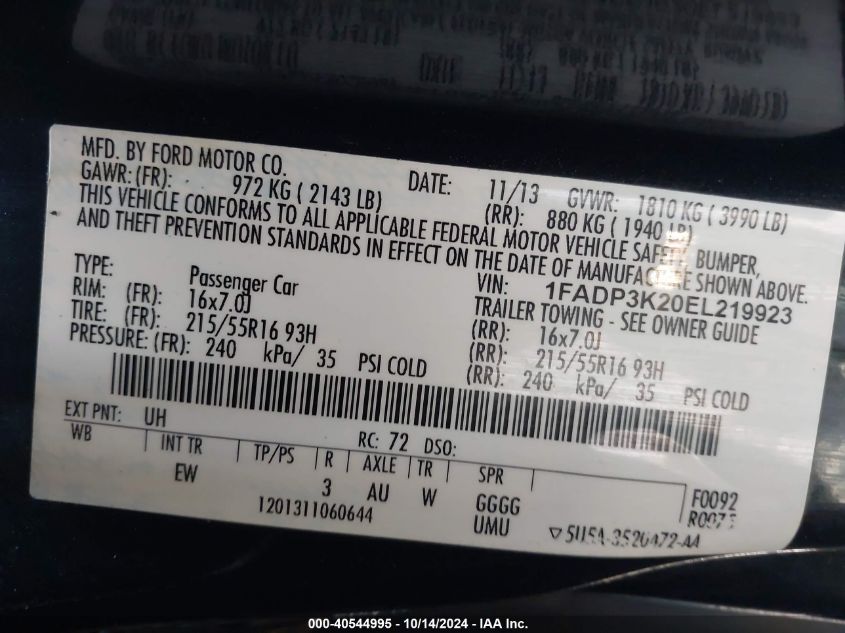 MFD. BY FORD MOTOR CO. DATE: 11/13 GVWR: 1810 KG ( 3990 LB)
GAWR: (FR): 972 KG ( 2143 LB) (RR): 880 KG ( 1940 LB)
THIS VEHICLE CONFORMS TO ALL APPLICABLE FEDERAL MOTOR VEHICLE SAFETY, BUMPER,
AND THEFT PREVENTION STANDARDS IN EFFECT ON THE DATE OF MANUFACTURE SHOWN ABOVE.
VIN: 1FADP3K20EL219923
TYPE: Passenger Car TRAILER TOWING - SEE OWNER GUIDE
RIM: (FR): 16x7.0J (RR): 16x7.0J
TIRE: (FR): 215/55R16 93H (RR): 215/55R16 93H
PRESSURE: (FR): 240 kPa/ 35 PSI COLD (RR): 240 kPa/ 35 PSI COLD
EXT PNT: UH RC: 72 DSO:
WB INT TR TP/PS R AXLE TR SPR
EW 3 AU W GGGG F0092
1201311060644 UMU
000-40544995 - 10/14/2024 - IAA Inc.